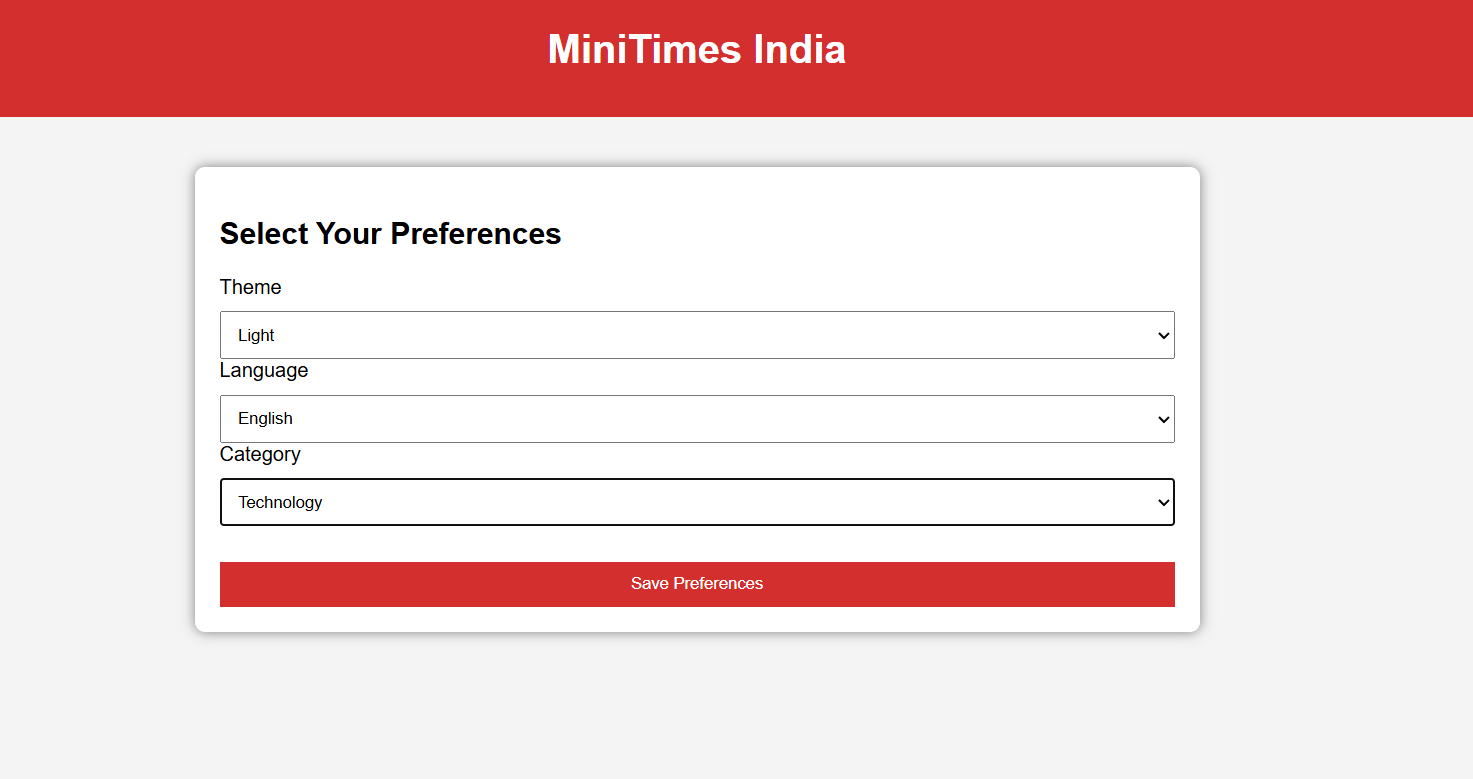 MiniTimes India
Select Your Preferences
Theme
Light
Language
English
Category
Technology
Save Preferences